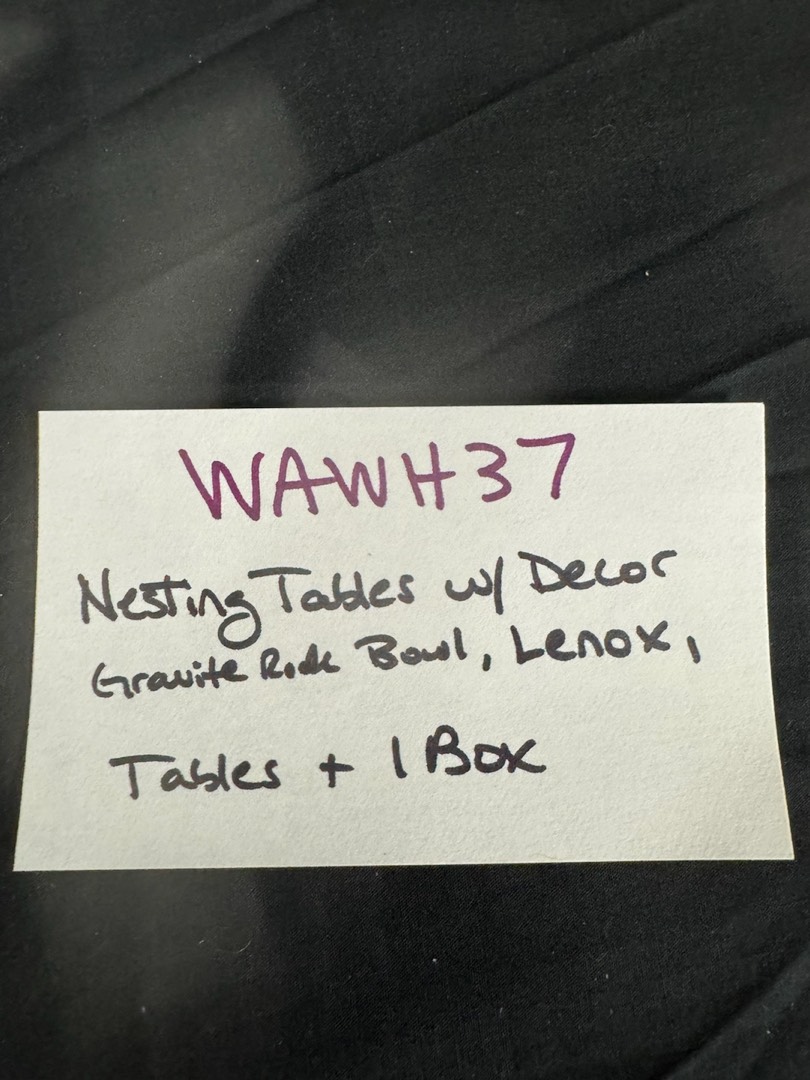 WAWH37
Nesting Tables w/ Decor
Granite Rock Bowl, Lenox,
Tables + 1 Box